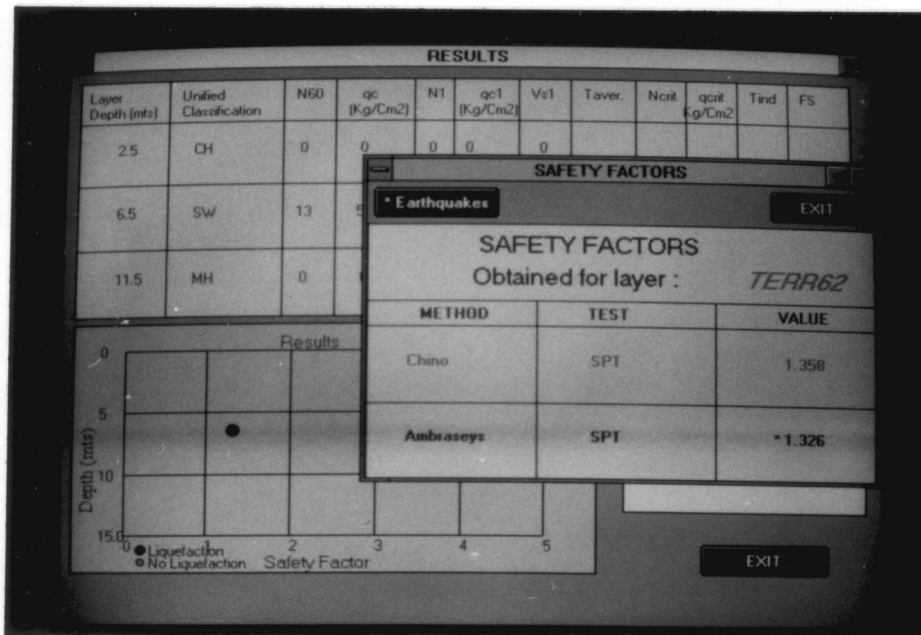 RESULTS
Layer Depth (mts) Unified Classification N60 qc (Kg/Cm2) N1 qc1 (Kg/Cm2) Vs1 Taver. Ncrit qcrit Kg/Cm2 Tind FS
2.5 CH 0 0 0 0 0
6.5 SW 13 5
11.5 MH 0
SAFETY FACTORS
* Earthquakes
EXIT
SAFETY FACTORS
Obtained for layer : TERR62
METHOD TEST VALUE
Chino SPT 1.358
Ambraseys SPT * 1.326
Results
0
5
10
15.0
Depth (mts)
0 1 2 3 4 5
Liquefaction
No Liquefaction
Safety Factor
EXIT